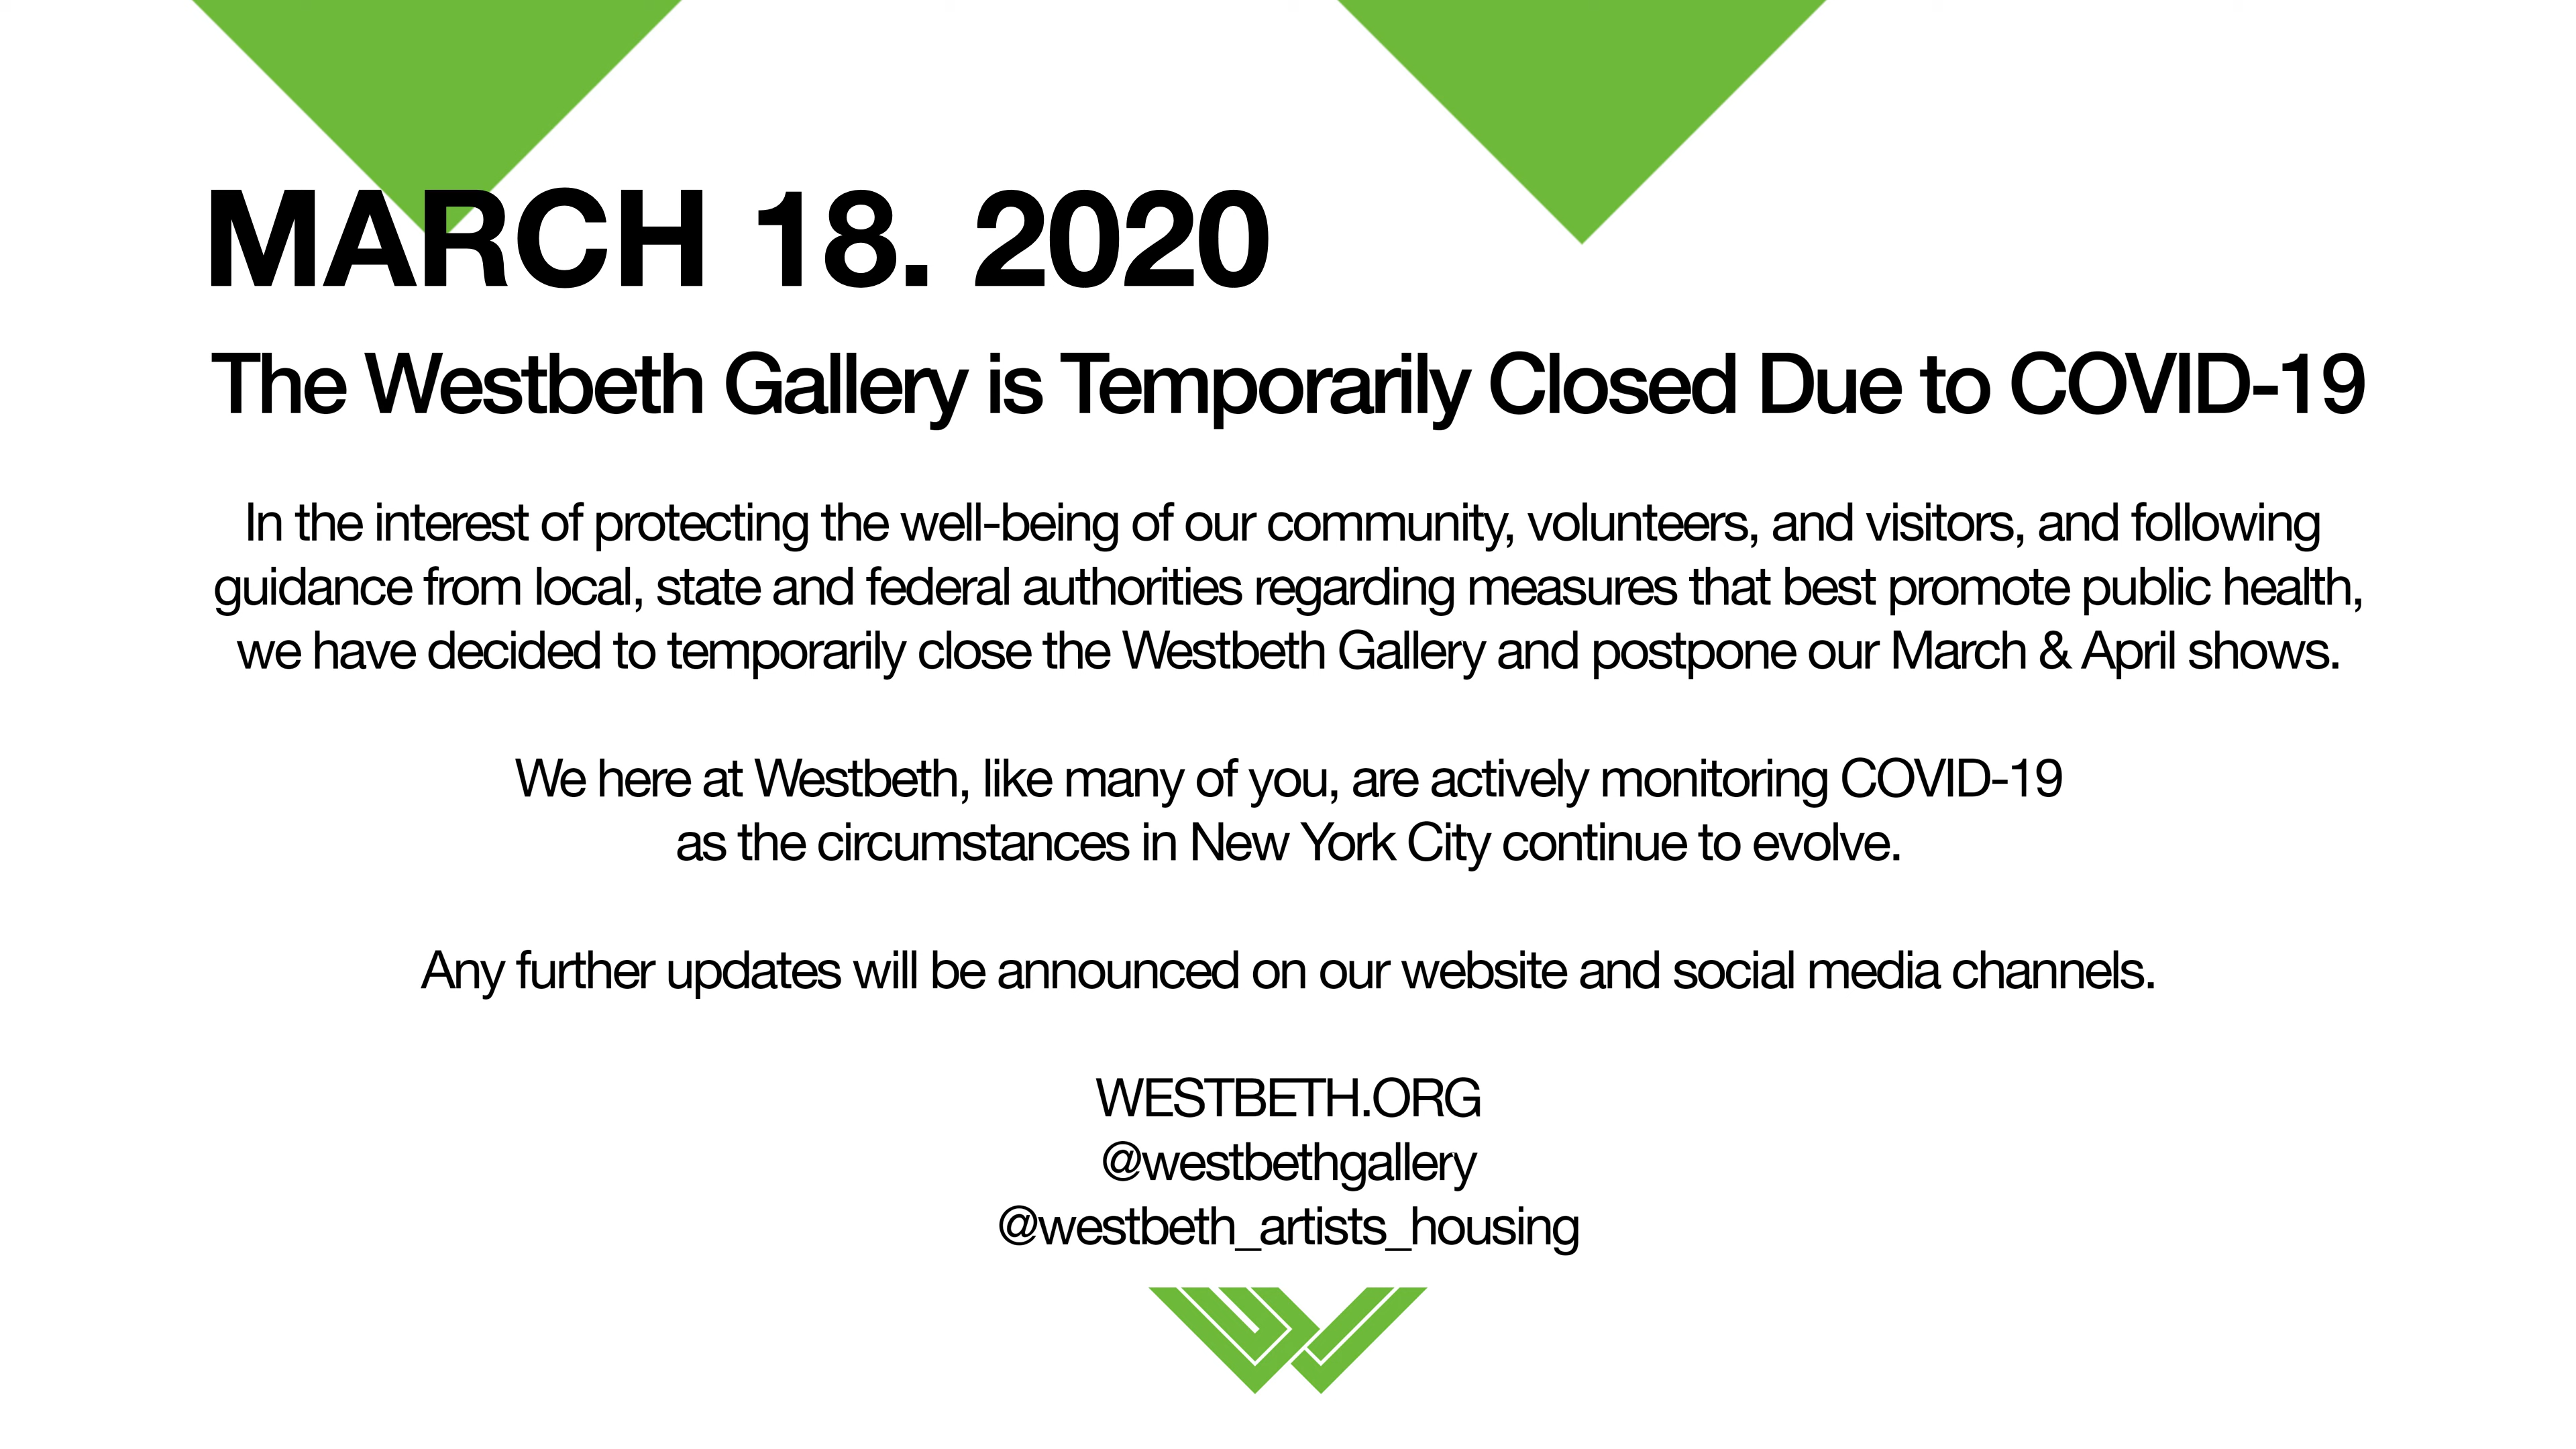 MARCH 18. 2020
The Westbeth Gallery is Temporarily Closed Due to COVID-19
In the interest of protecting the well-being of our community, volunteers, and visitors, and following
guidance from local, state and federal authorities regarding measures that best promote public health,
we have decided to temporarily close the Westbeth Gallery and postpone our March & April shows.
We here at Westbeth, like many of you, are actively monitoring COVID-19
as the circumstances in New York City continue to evolve.
Any further updates will be announced on our website and social media channels.
WESTBETH.ORG
@westbethgallery
@westbeth_artists_housing